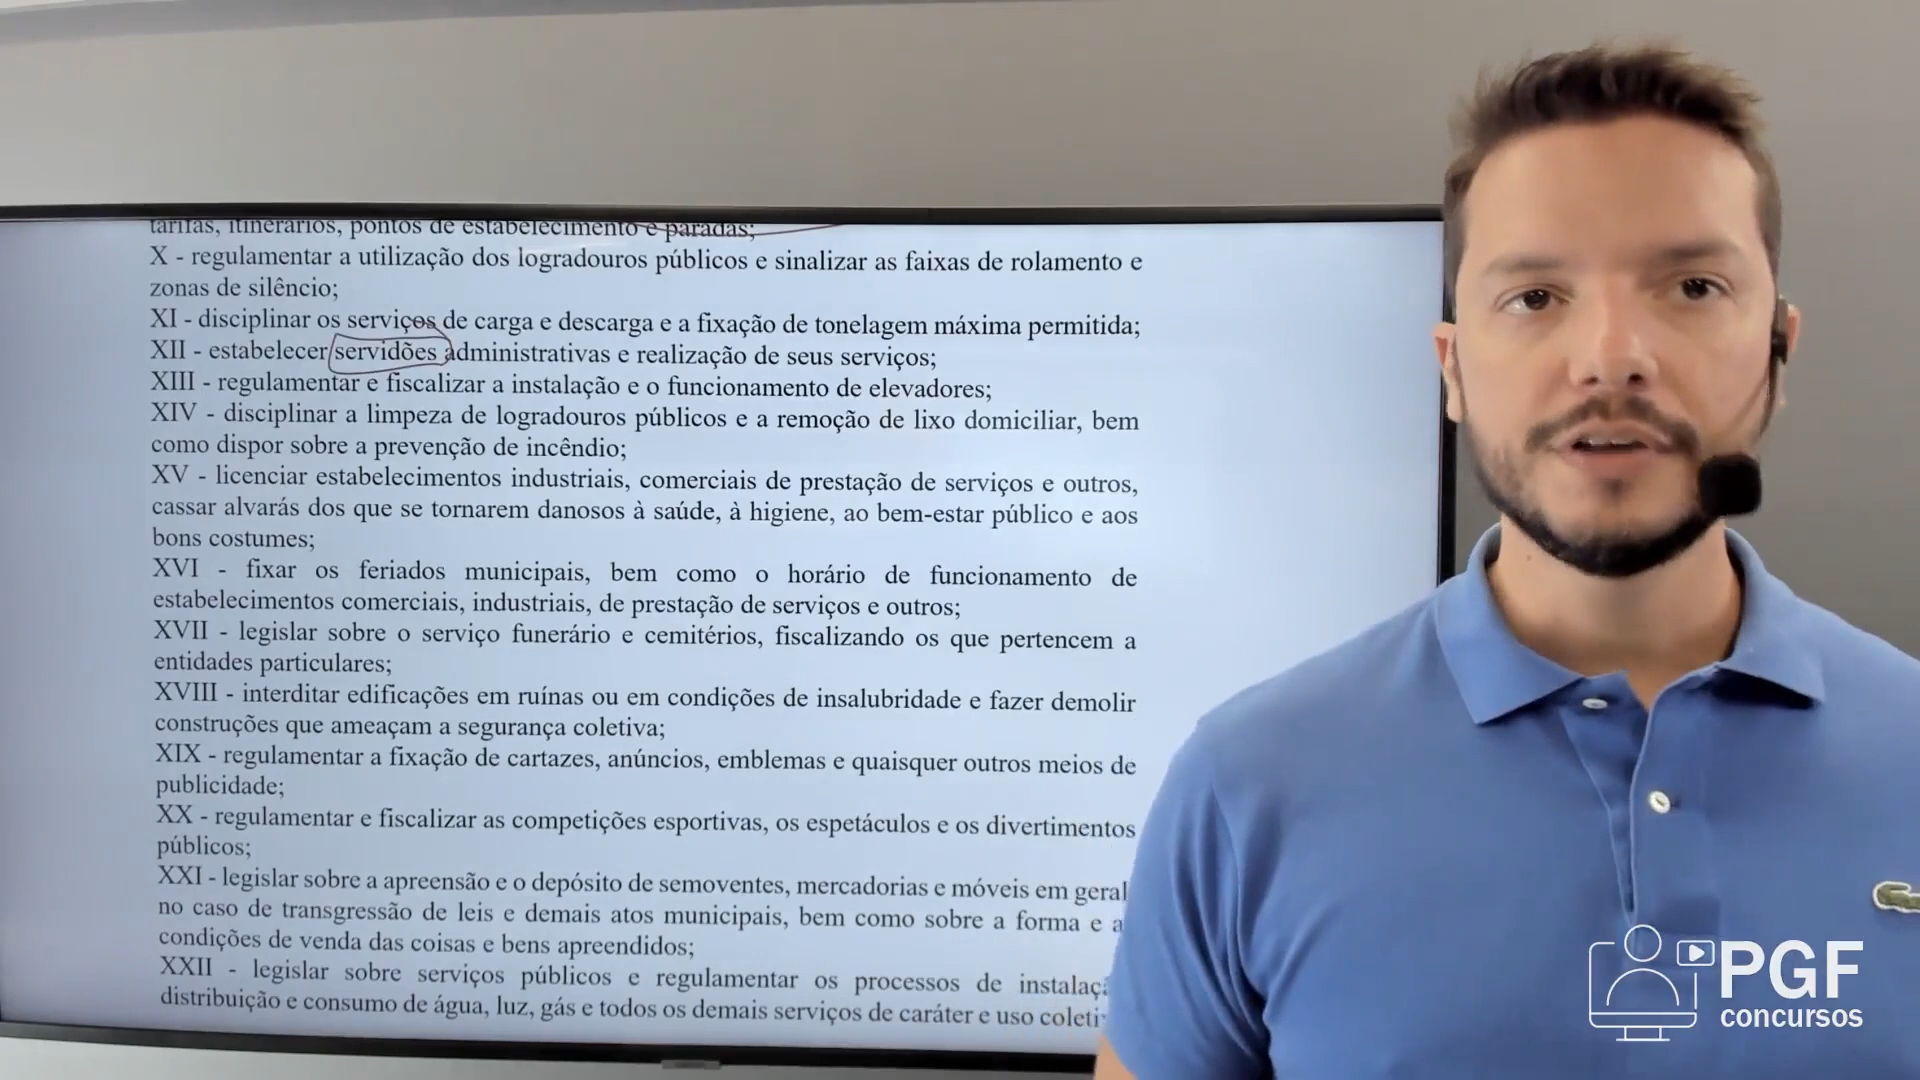 tarifas, itinerários, pontos de estabelecimento e paradas;
X - regulamentar a utilização dos logradouros públicos e sinalizar as faixas de rolamento e
zonas de silêncio;
XI - disciplinar os serviços de carga e descarga e a fixação de tonelagem máxima permitida;
XII - estabelecer servidões administrativas e realização de seus serviços;
XIII - regulamentar e fiscalizar a instalação e o funcionamento de elevadores;
XIV - disciplinar a limpeza de logradouros públicos e a remoção de lixo domiciliar, bem
como dispor sobre a prevenção de incêndio;
XV - licenciar estabelecimentos industriais, comerciais de prestação de serviços e outros,
cassar alvarás dos que se tornarem danosos à saúde, à higiene, ao bem-estar público e aos
bons costumes;
XVI - fixar os feriados municipais, bem como o horário de funcionamento de
estabelecimentos comerciais, industriais, de prestação de serviços e outros;
XVII - legislar sobre o serviço funerário e cemitérios, fiscalizando os que pertencem a
entidades particulares;
XVIII - interditar edificações em ruínas ou em condições de insalubridade e fazer demolir
construções que ameaçam a segurança coletiva;
XIX - regulamentar a fixação de cartazes, anúncios, emblemas e quaisquer outros meios de
publicidade;
XX - regulamentar e fiscalizar as competições esportivas, os espetáculos e os divertimentos
públicos;
XXI - legislar sobre a apreensão e o depósito de semoventes, mercadorias e móveis em geral
no caso de transgressão de leis e demais atos municipais, bem como sobre a forma e a
condições de venda das coisas e bens apreendidos;
XXII - legislar sobre serviços públicos e regulamentar os processos de
distribuição e consumo de água, luz, gás e todos os demais serviços de caráter e uso
PGF
concursos